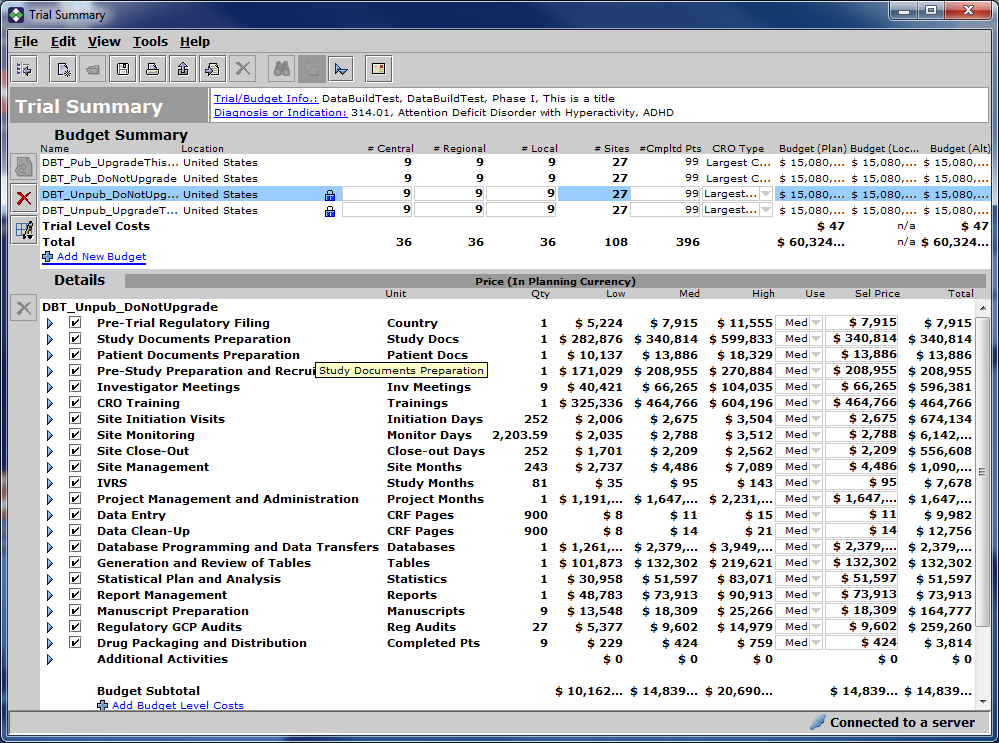 Trial Summary
File Edit View Tools Help
Trial Summary
Trial/Budget Info.: DataBuildTest, DataBuildTest, Phase I, This is a title
Diagnosis or Indication: 314.01, Attention Deficit Disorder with Hyperactivity, ADHD
Budget Summary
Name Location # Central # Regional # Local # Sites #Cmpltd Pts CRO Type Budget (Plan) Budget (Loc... Budget (Alt)
DBT_Pub_UpgradeThis... United States 9 9 9 27 99 Largest C... $ 15,080,... $ 15,080,... $ 15,080,...
DBT_Pub_DoNotUpgrade United States 9 9 9 27 99 Largest C... $ 15,080,... $ 15,080,... $ 15,080,...
DBT_Unpub_DoNotUpg... United States 9 9 9 27 99 Largest... $ 15,080,... $ 15,080,... $ 15,080,...
DBT_Unpub_UpgradeT... United States 9 9 9 27 99 Largest... $ 15,080,... $ 15,080,... $ 15,080,...
Trial Level Costs $ 47 n/a $ 47
Total 36 36 36 108 396 $ 60,324... n/a $ 60,324...
Add New Budget
Details Price (In Planning Currency)
Unit Qty Low Med High Use Sel Price Total
DBT_Unpub_DoNotUpgrade
Pre-Trial Regulatory Filing Country 1 $ 5,224 $ 7,915 $ 11,555 Med $ 7,915 $ 7,915
Study Documents Preparation Study Docs 1 $ 282,876 $ 340,814 $ 599,833 Med $ 340,814 $ 340,814
Patient Documents Preparation Patient Docs 1 $ 10,137 $ 13,886 $ 18,329 Med $ 13,886 $ 13,886
Pre-Study Preparation and Recrui Study Documents Preparation 1 $ 171,029 $ 208,955 $ 270,884 Med $ 208,955 $ 208,955
Investigator Meetings Inv Meetings 9 $ 40,421 $ 66,265 $ 104,035 Med $ 66,265 $ 596,381
CRO Training Trainings 1 $ 325,336 $ 464,766 $ 604,196 Med $ 464,766 $ 464,766
Site Initiation Visits Initiation Days 252 $ 2,006 $ 2,675 $ 3,504 Med $ 2,675 $ 674,134
Site Monitoring Monitor Days 2,203.59 $ 2,035 $ 2,788 $ 3,512 Med $ 2,788 $ 6,142,...
Site Close-Out Close-out Days 252 $ 1,701 $ 2,209 $ 2,562 Med $ 2,209 $ 556,608
Site Management Site Months 243 $ 2,737 $ 4,486 $ 7,089 Med $ 4,486 $ 1,090,...
IVRS Study Months 81 $ 35 $ 95 $ 143 Med $ 95 $ 7,678
Project Management and Administration Project Months 1 $ 1,191,... $ 1,647,... $ 2,231,... Med $ 1,647,... $ 1,647,...
Data Entry CRF Pages 900 $ 8 $ 11 $ 15 Med $ 11 $ 9,982
Data Clean-Up CRF Pages 900 $ 8 $ 14 $ 21 Med $ 14 $ 12,756
Database Programming and Data Transfers Databases 1 $ 1,261,... $ 2,379,... $ 3,949,... Med $ 2,379,... $ 2,379,...
Generation and Review of Tables Tables 1 $ 101,873 $ 132,302 $ 219,621 Med $ 132,302 $ 132,302
Statistical Plan and Analysis Statistics 1 $ 30,958 $ 51,597 $ 83,071 Med $ 51,597 $ 51,597
Report Management Reports 1 $ 48,783 $ 73,913 $ 90,913 Med $ 73,913 $ 73,913
Manuscript Preparation Manuscripts 9 $ 13,548 $ 18,309 $ 25,266 Med $ 18,309 $ 164,777
Regulatory GCP Audits Reg Audits 27 $ 5,377 $ 9,602 $ 14,979 Med $ 9,602 $ 259,260
Drug Packaging and Distribution Completed Pts 9 $ 229 $ 424 $ 759 Med $ 424 $ 3,814
Additional Activities $ 0 $ 0 $ 0 $ 0 $ 0
Budget Subtotal $ 10,162... $ 14,839... $ 20,690... $ 14,839... $ 14,839...
Add Budget Level Costs
Connected to a server